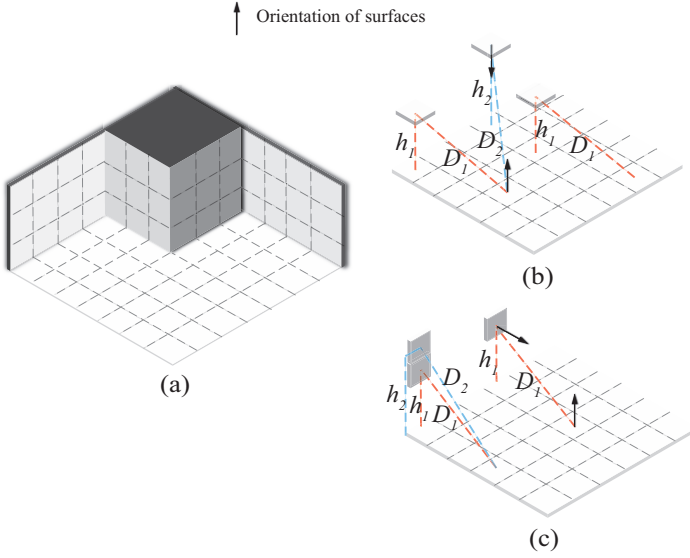 Orientation of surfaces
h2
h1
D1
D2
h1
D1
(b)
(a)
h1
D1
D2
h2
h1
D1
(c)